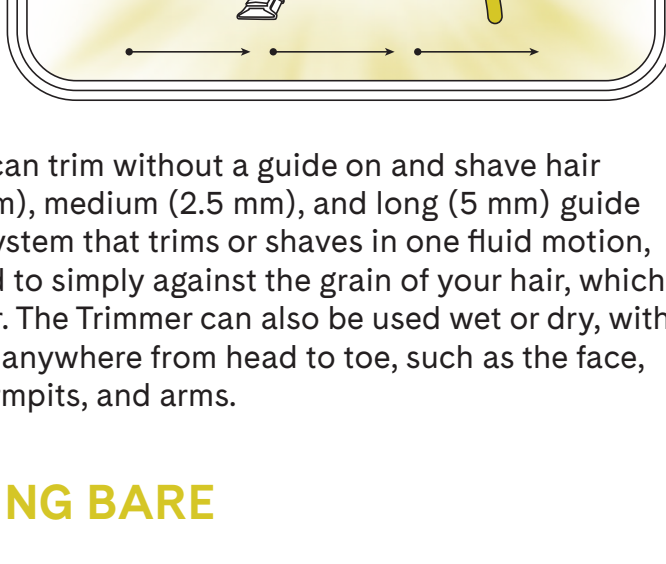 can trim without a guide on and shave hair
m), medium (2.5 mm), and long (5 mm) guide
ystem that trims or shaves in one fluid motion,
d to simply against the grain of your hair, which
r. The Trimmer can also be used wet or dry, with
anywhere from head to toe, such as the face,
rmpits, and arms.
NG BARE